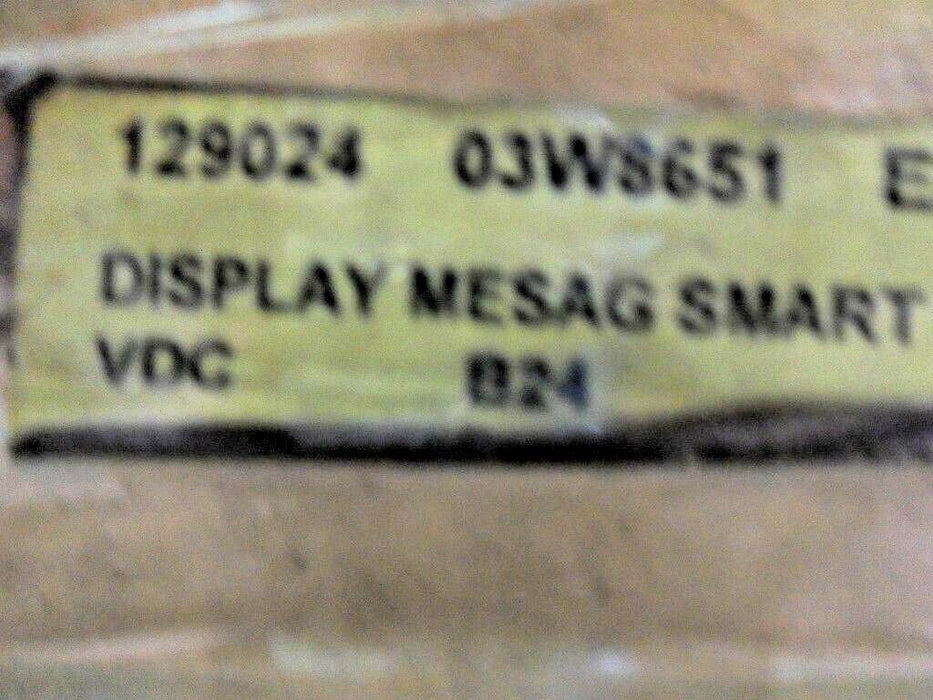 129024 03W8651 E
DISPLAY MESAG SMART
VDC B24